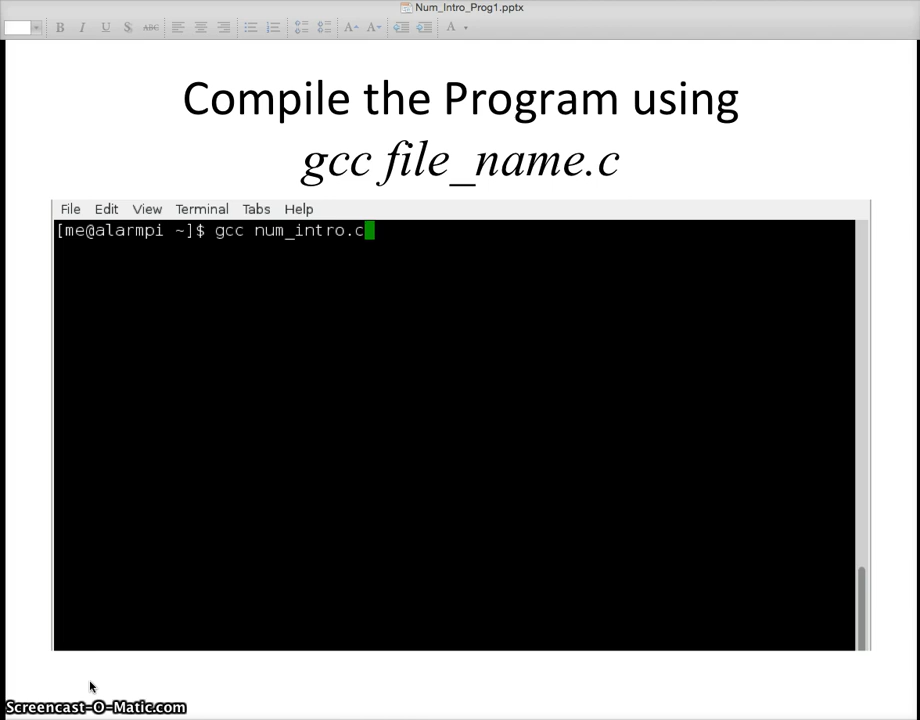 Num_Intro_Prog1.pptx
B I U S ABC A A A
Compile the Program using
gcc file_name.c
File Edit View Terminal Tabs Help
[me@alarmpi ~]$ gcc num_intro.c
Screencast-O-Matic.com